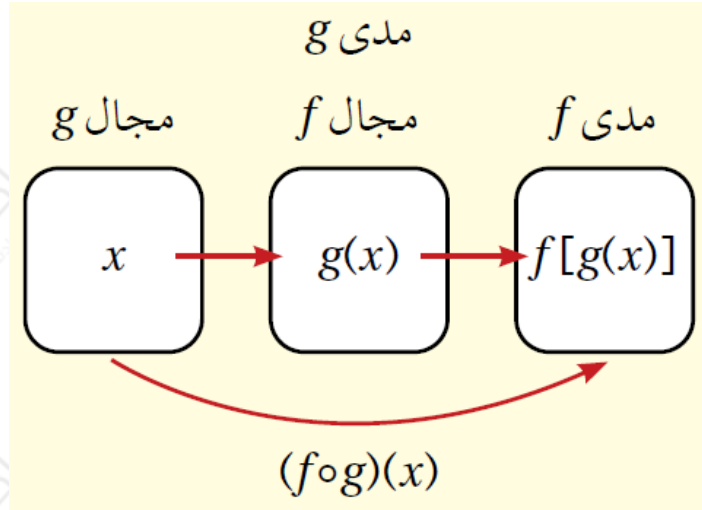 مدى g
مجال g مجال f مدى f
x g(x) f[g(x)]
(f∘g)(x)